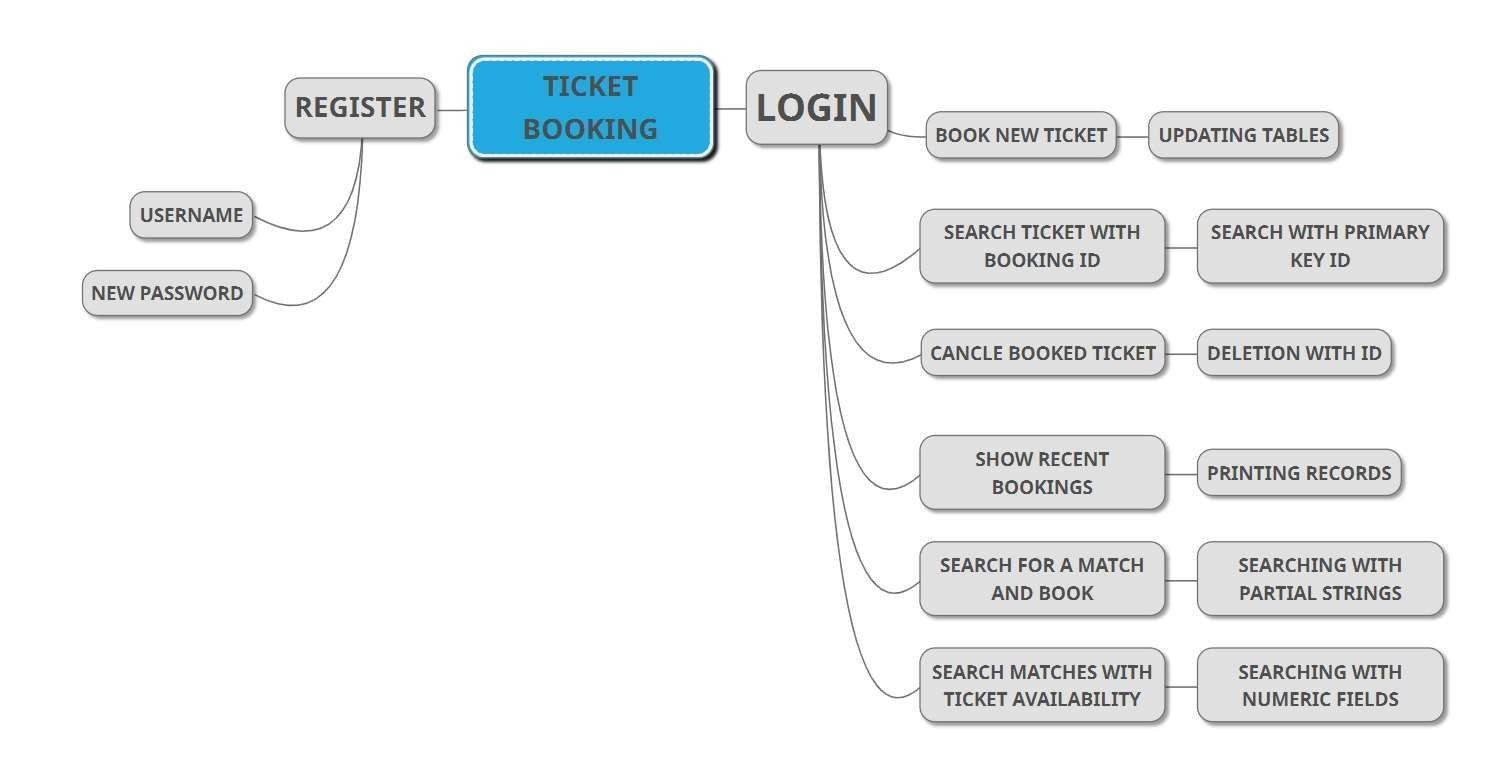 REGISTER
TICKET
BOOKING
LOGIN
USERNAME
NEW PASSWORD
BOOK NEW TICKET
UPDATING TABLES
SEARCH TICKET WITH
BOOKING ID
SEARCH WITH PRIMARY
KEY ID
CANCLE BOOKED TICKET
DELETION WITH ID
SHOW RECENT
BOOKINGS
PRINTING RECORDS
SEARCH FOR A MATCH
AND BOOK
SEARCHING WITH
PARTIAL STRINGS
SEARCH MATCHES WITH
TICKET AVAILABILITY
SEARCHING WITH
NUMERIC FIELDS